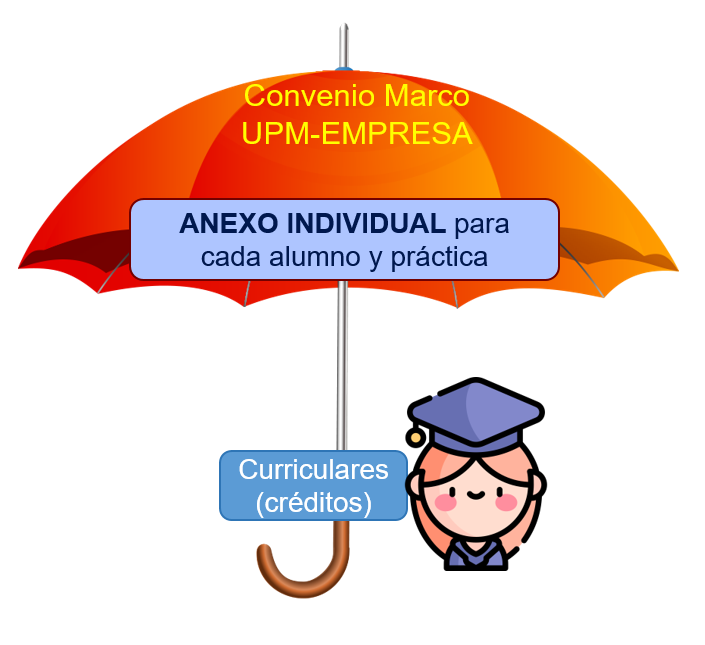 Convenio Marco
UPM-EMPRESA
ANEXO INDIVIDUAL para
cada alumno y práctica
Curriculares
(créditos)